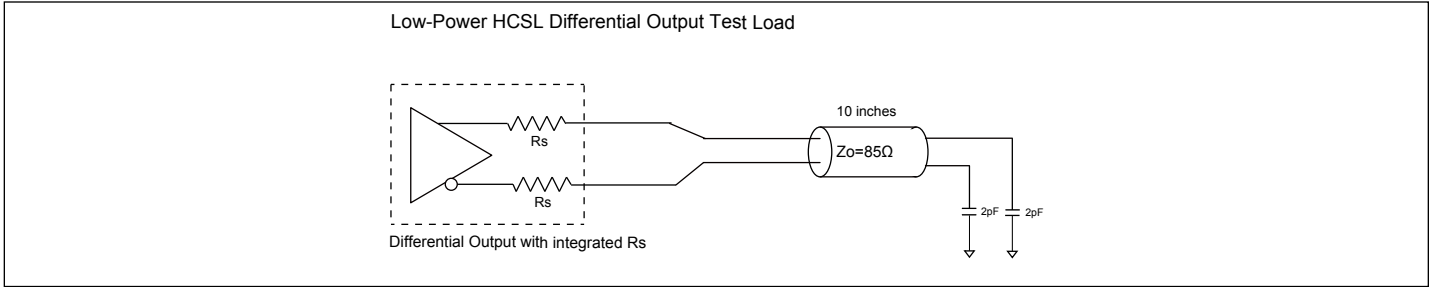 Low-Power HCSL Differential Output Test Load
10 inches
Rs
Zo=85Ω
Rs
2pF
2pF
Differential Output with integrated Rs